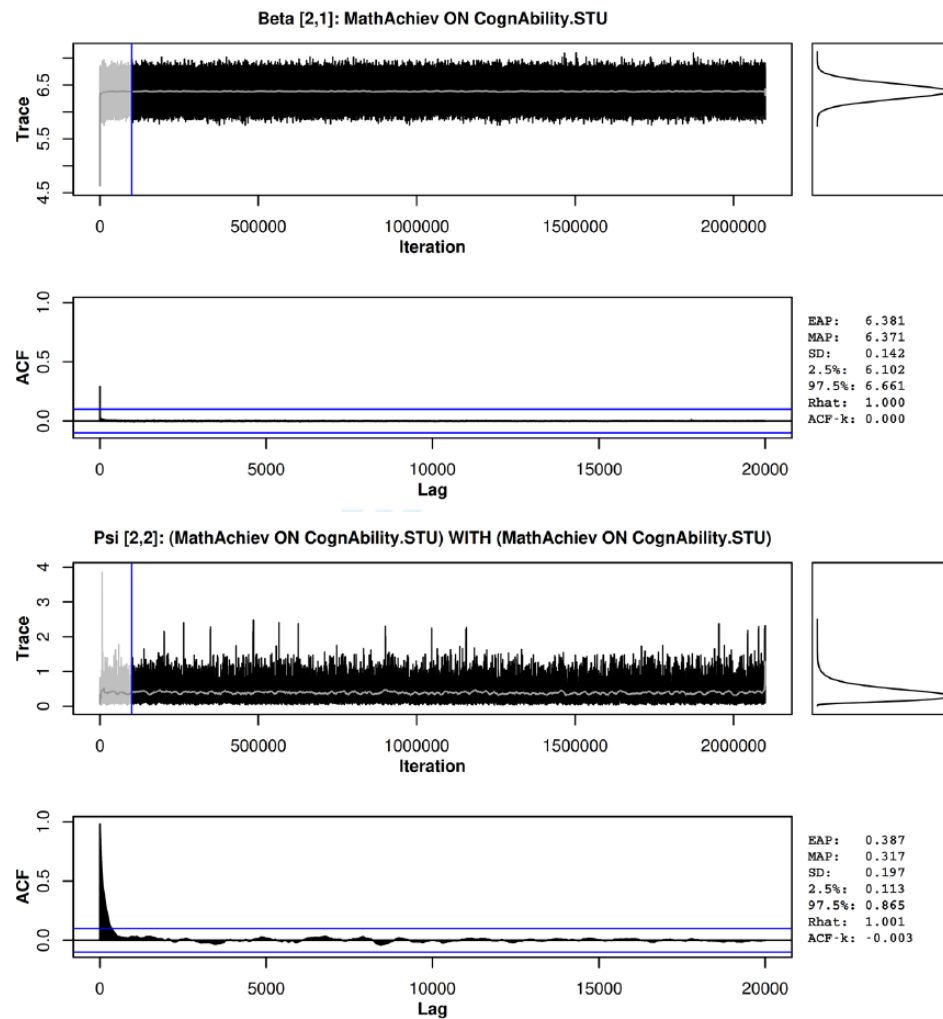 Beta [2,1]: MathAchiev ON CognAbility.STU
Trace
4.5 5.5 6.5
0 500000 1000000 1500000 2000000
Iteration
ACF
0.0 0.5 1.0
0 5000 10000 15000 20000
Lag
EAP: 6.381
MAP: 6.371
SD: 0.142
2.5%: 6.102
97.5%: 6.661
Rhat: 1.000
ACF-k: 0.000
Psi [2,2]: (MathAchiev ON CognAbility.STU) WITH (MathAchiev ON CognAbility.STU)
Trace
0 1 2 3 4
0 500000 1000000 1500000 2000000
Iteration
ACF
0.0 0.5 1.0
0 5000 10000 15000 20000
Lag
EAP: 0.387
MAP: 0.317
SD: 0.197
2.5%: 0.113
97.5%: 0.865
Rhat: 1.001
ACF-k: -0.003